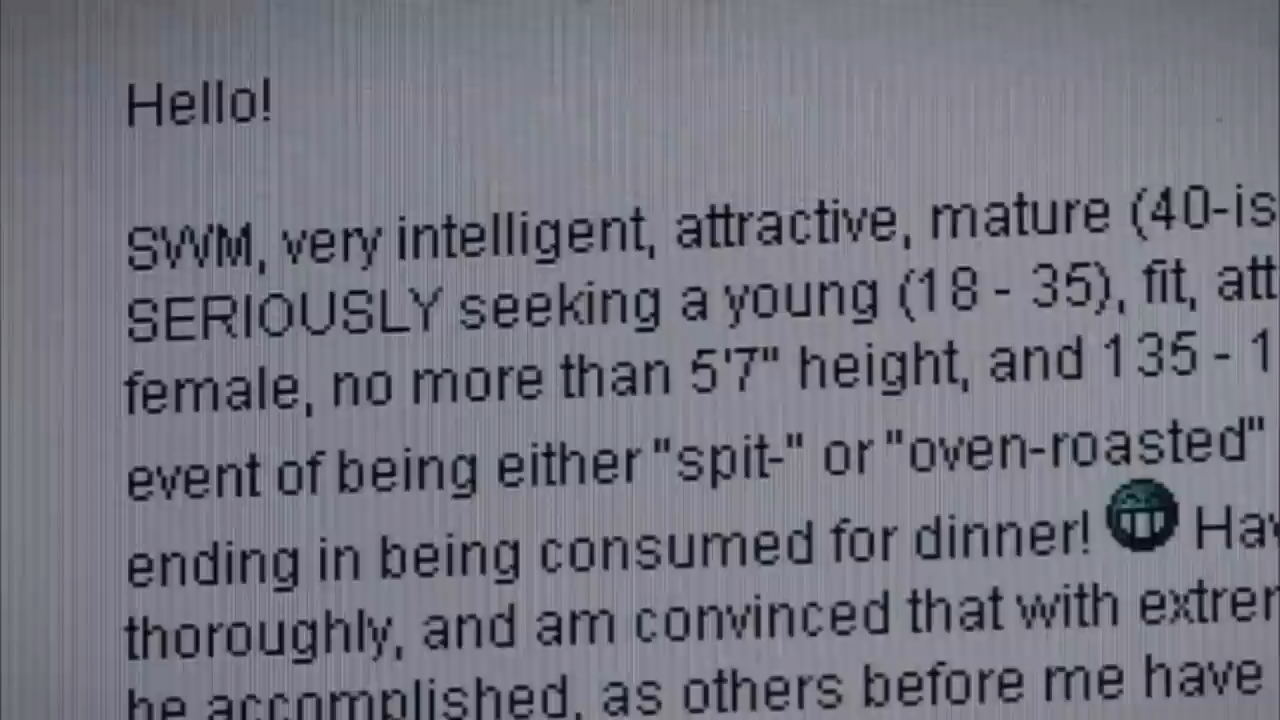 Hello!
SWM, very intelligent, attractive, mature (40-is
SERIOUSLY seeking a young (18 - 35), fit, att
female, no more than 5'7" height, and 135 - 1
event of being either "spit-" or "oven-roasted"
ending in being consumed for dinner! Hav
thoroughly, and am convinced that with extrem
be accomplished, as others before me have